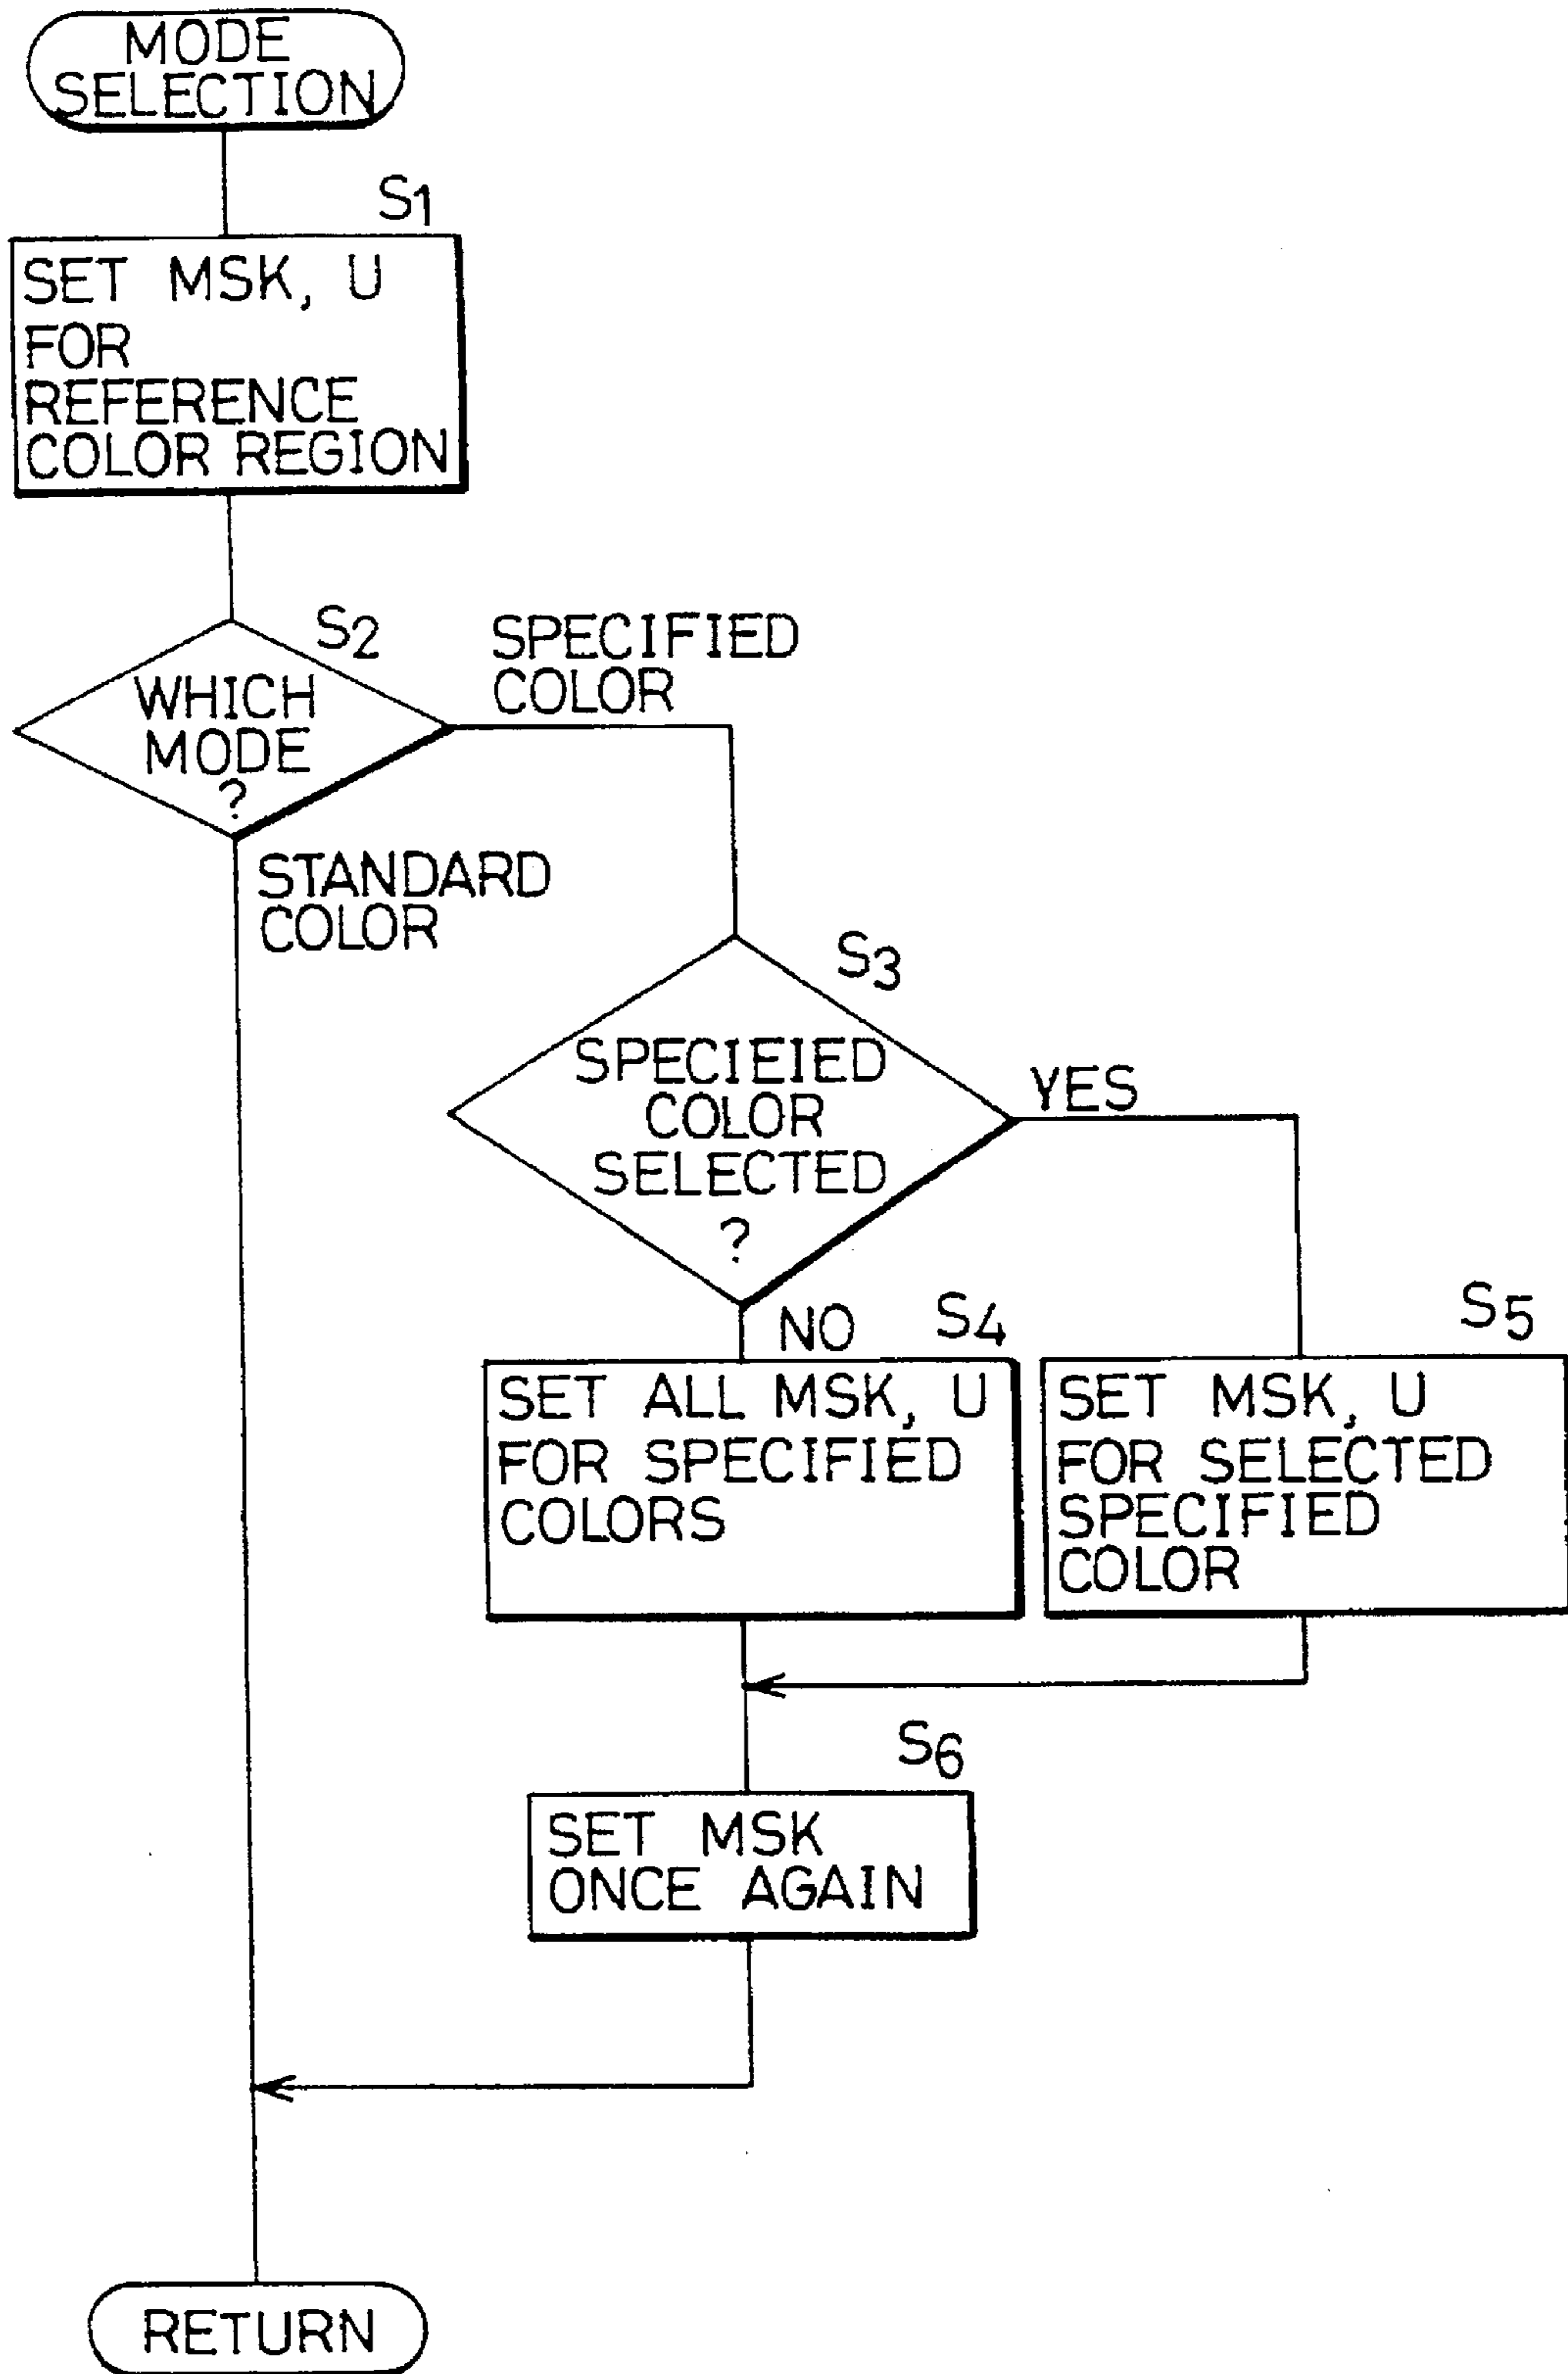 MODE
SELECTION
S1
SET MSK, U
FOR
REFERENCE
COLOR REGION
S2
WHICH
MODE
?
SPECIFIED
COLOR
STANDARD
COLOR
S3
SPECIEIED
COLOR
SELECTED
?
YES
NO
S4
SET ALL MSK, U
FOR SPECIFIED
COLORS
S5
SET MSK, U
FOR SELECTED
SPECIFIED
COLOR
S6
SET MSK
ONCE AGAIN
RETURN